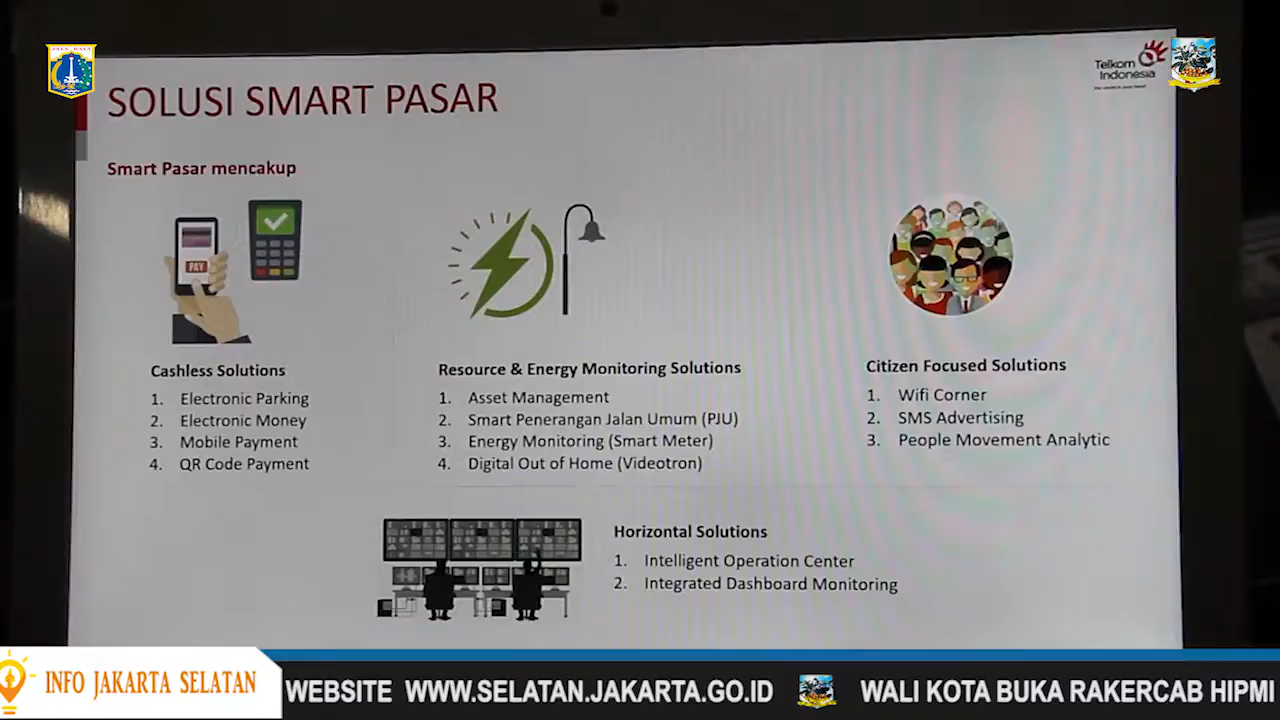 JAYA RAYA
Telkom
Indonesia
SOLUSI SMART PASAR
Smart Pasar mencakup
PAY
Cashless Solutions
1. Electronic Parking
2. Electronic Money
3. Mobile Payment
4. QR Code Payment
Resource & Energy Monitoring Solutions
1. Asset Management
2. Smart Penerangan Jalan Umum (PJU)
3. Energy Monitoring (Smart Meter)
4. Digital Out of Home (Videotron)
Citizen Focused Solutions
1. Wifi Corner
2. SMS Advertising
3. People Movement Analytic
Horizontal Solutions
1. Intelligent Operation Center
2. Integrated Dashboard Monitoring
INFO JAKARTA SELATAN
WEBSITE WWW.SELATAN.JAKARTA.GO.ID
WALI KOTA BUKA RAKERCAB HIPMI